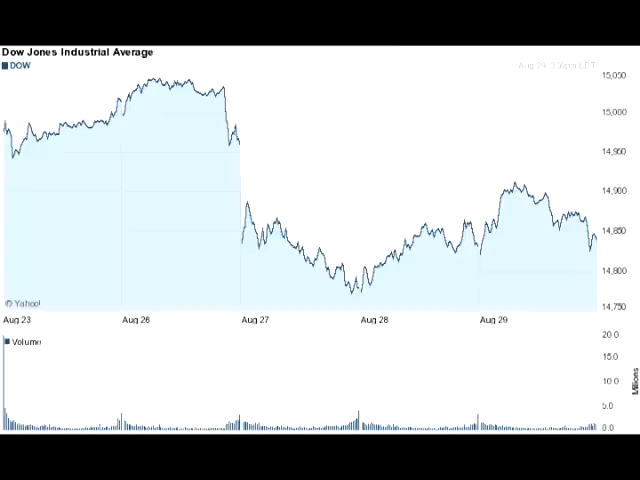 Dow Jones Industrial Average
DOW
15,050
15,000
14,950
14,900
14,850
14,800
14,750
© Yahoo!
Aug 23 Aug 26 Aug 27 Aug 28 Aug 29
Volume
20.0
15.0
10.0
5.0
0.0
Millions